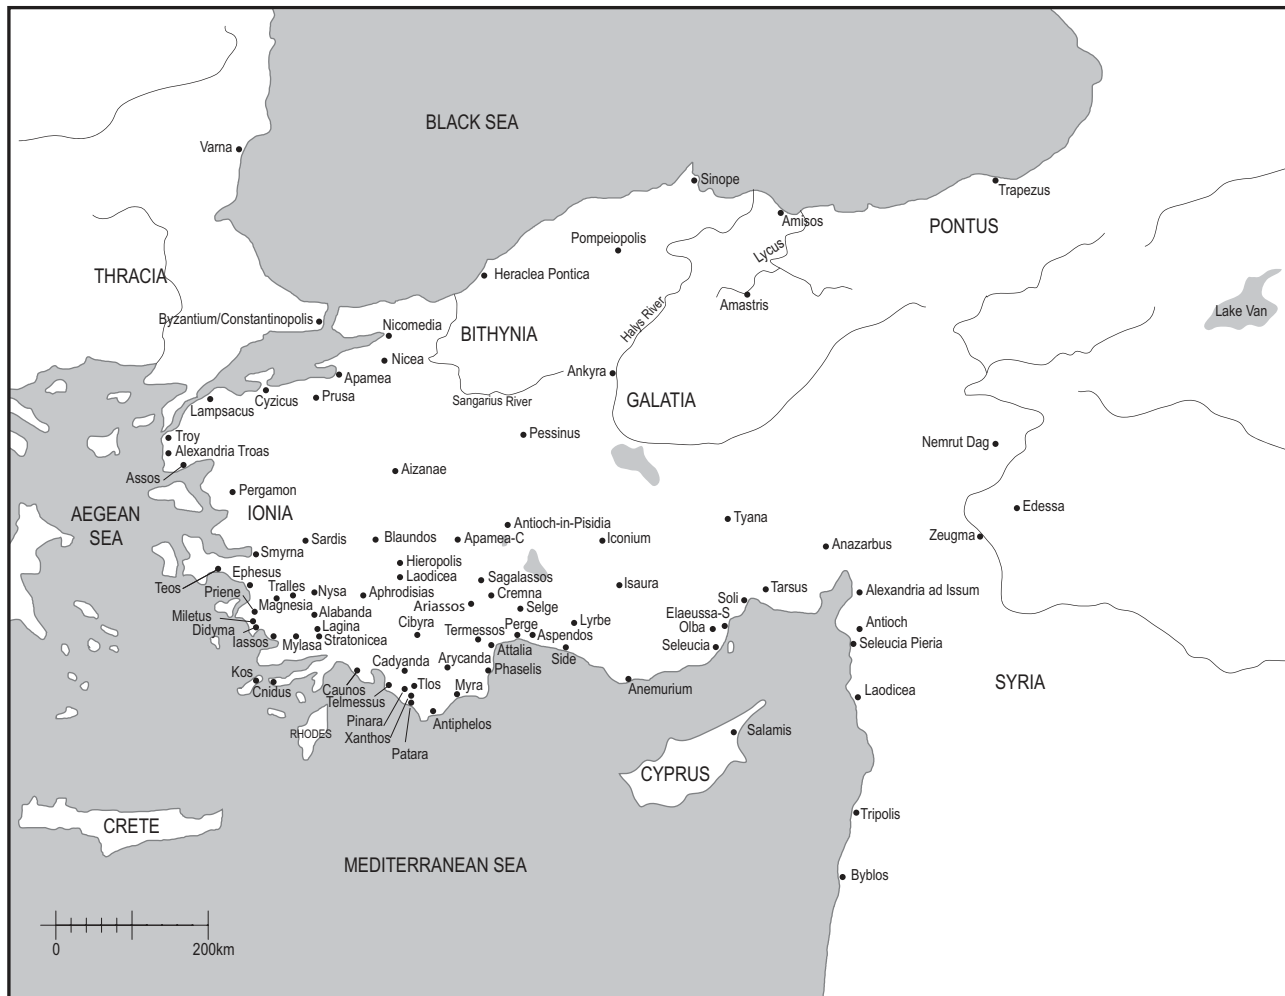 BLACK SEA
Varna
Sinope
Trapezus
Amisos
PONTUS
Pompeiopolis
Lycus
THRACIA
Heraclea Pontica
Amastris
Halys River
Lake Van
Byzantium/Constantinopolis
Nicomedia
BITHYNIA
Nicea
Apamea
Ankyra
Cyzicus
Prusa
Sangarius River
GALATIA
Lampsacus
Troy
Pessinus
Nemrut Dag
Alexandria Troas
Assos
Aizanae
Pergamon
AEGEAN
SEA
IONIA
Edessa
Tyana
Antioch-in-Pisidia
Sardis
Blaundos
Apamea-C
Iconium
Zeugma
Anazarbus
Smyrna
Hieropolis
Laodicea
Ephesus
Teos
Priene
Tralles
Nysa
Aphrodisias
Sagalassos
Cremna
Isaura
Tarsus
Alexandria ad Issum
Soli
Magnesia
Ariassos
Selge
Miletus
Alabanda
Elaeussa-S
Didyma
Lagina
Cibyra
Termessos
Perge
Lyrbe
Olba
Antioch
Iassos
Mylasa
Stratonicea
Aspendos
Attalia
Side
Seleucia
Seleucia Pieria
Kos
Cnidus
Cadyanda
Arycanda
Phaselis
Caunos
Tlos
Myra
Anemurium
SYRIA
Telmessus
Laodicea
Pinara
Antiphelos
RHODES
Xanthos
Patara
Salamis
CYPRUS
Tripolis
CRETE
MEDITERRANEAN SEA
Byblos
0
200km